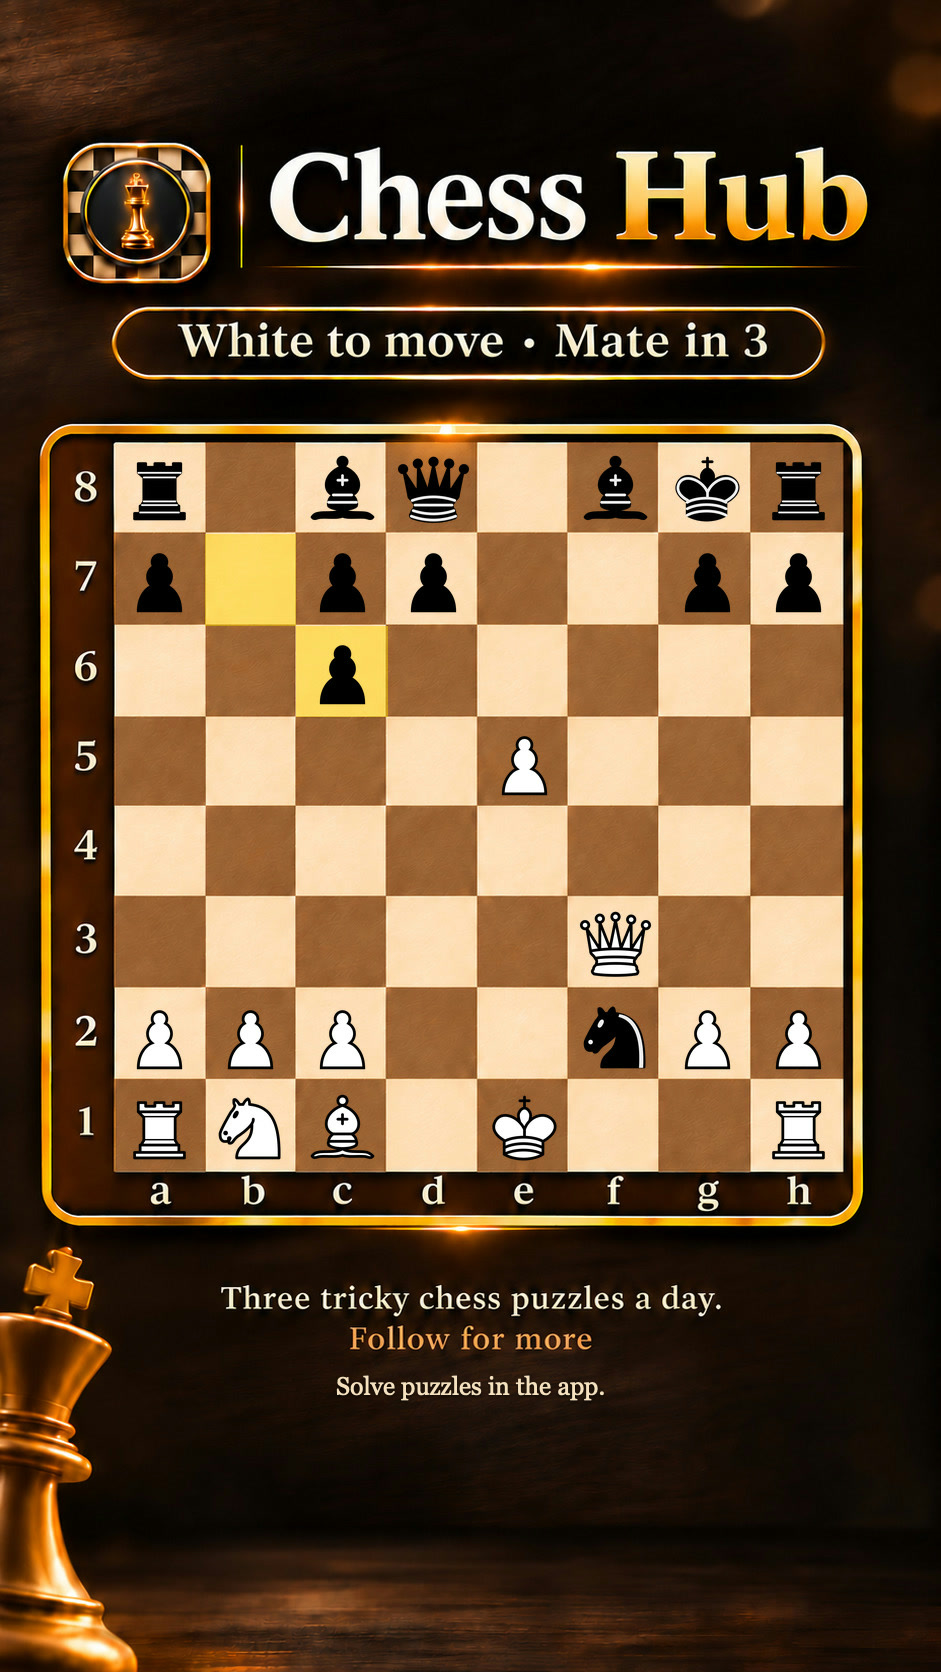 Chess Hub
White to move • Mate in 3
8
7
6
5
4
3
2
1
a b c d e f g h
Three tricky chess puzzles a day.
Follow for more
Solve puzzles in the app.